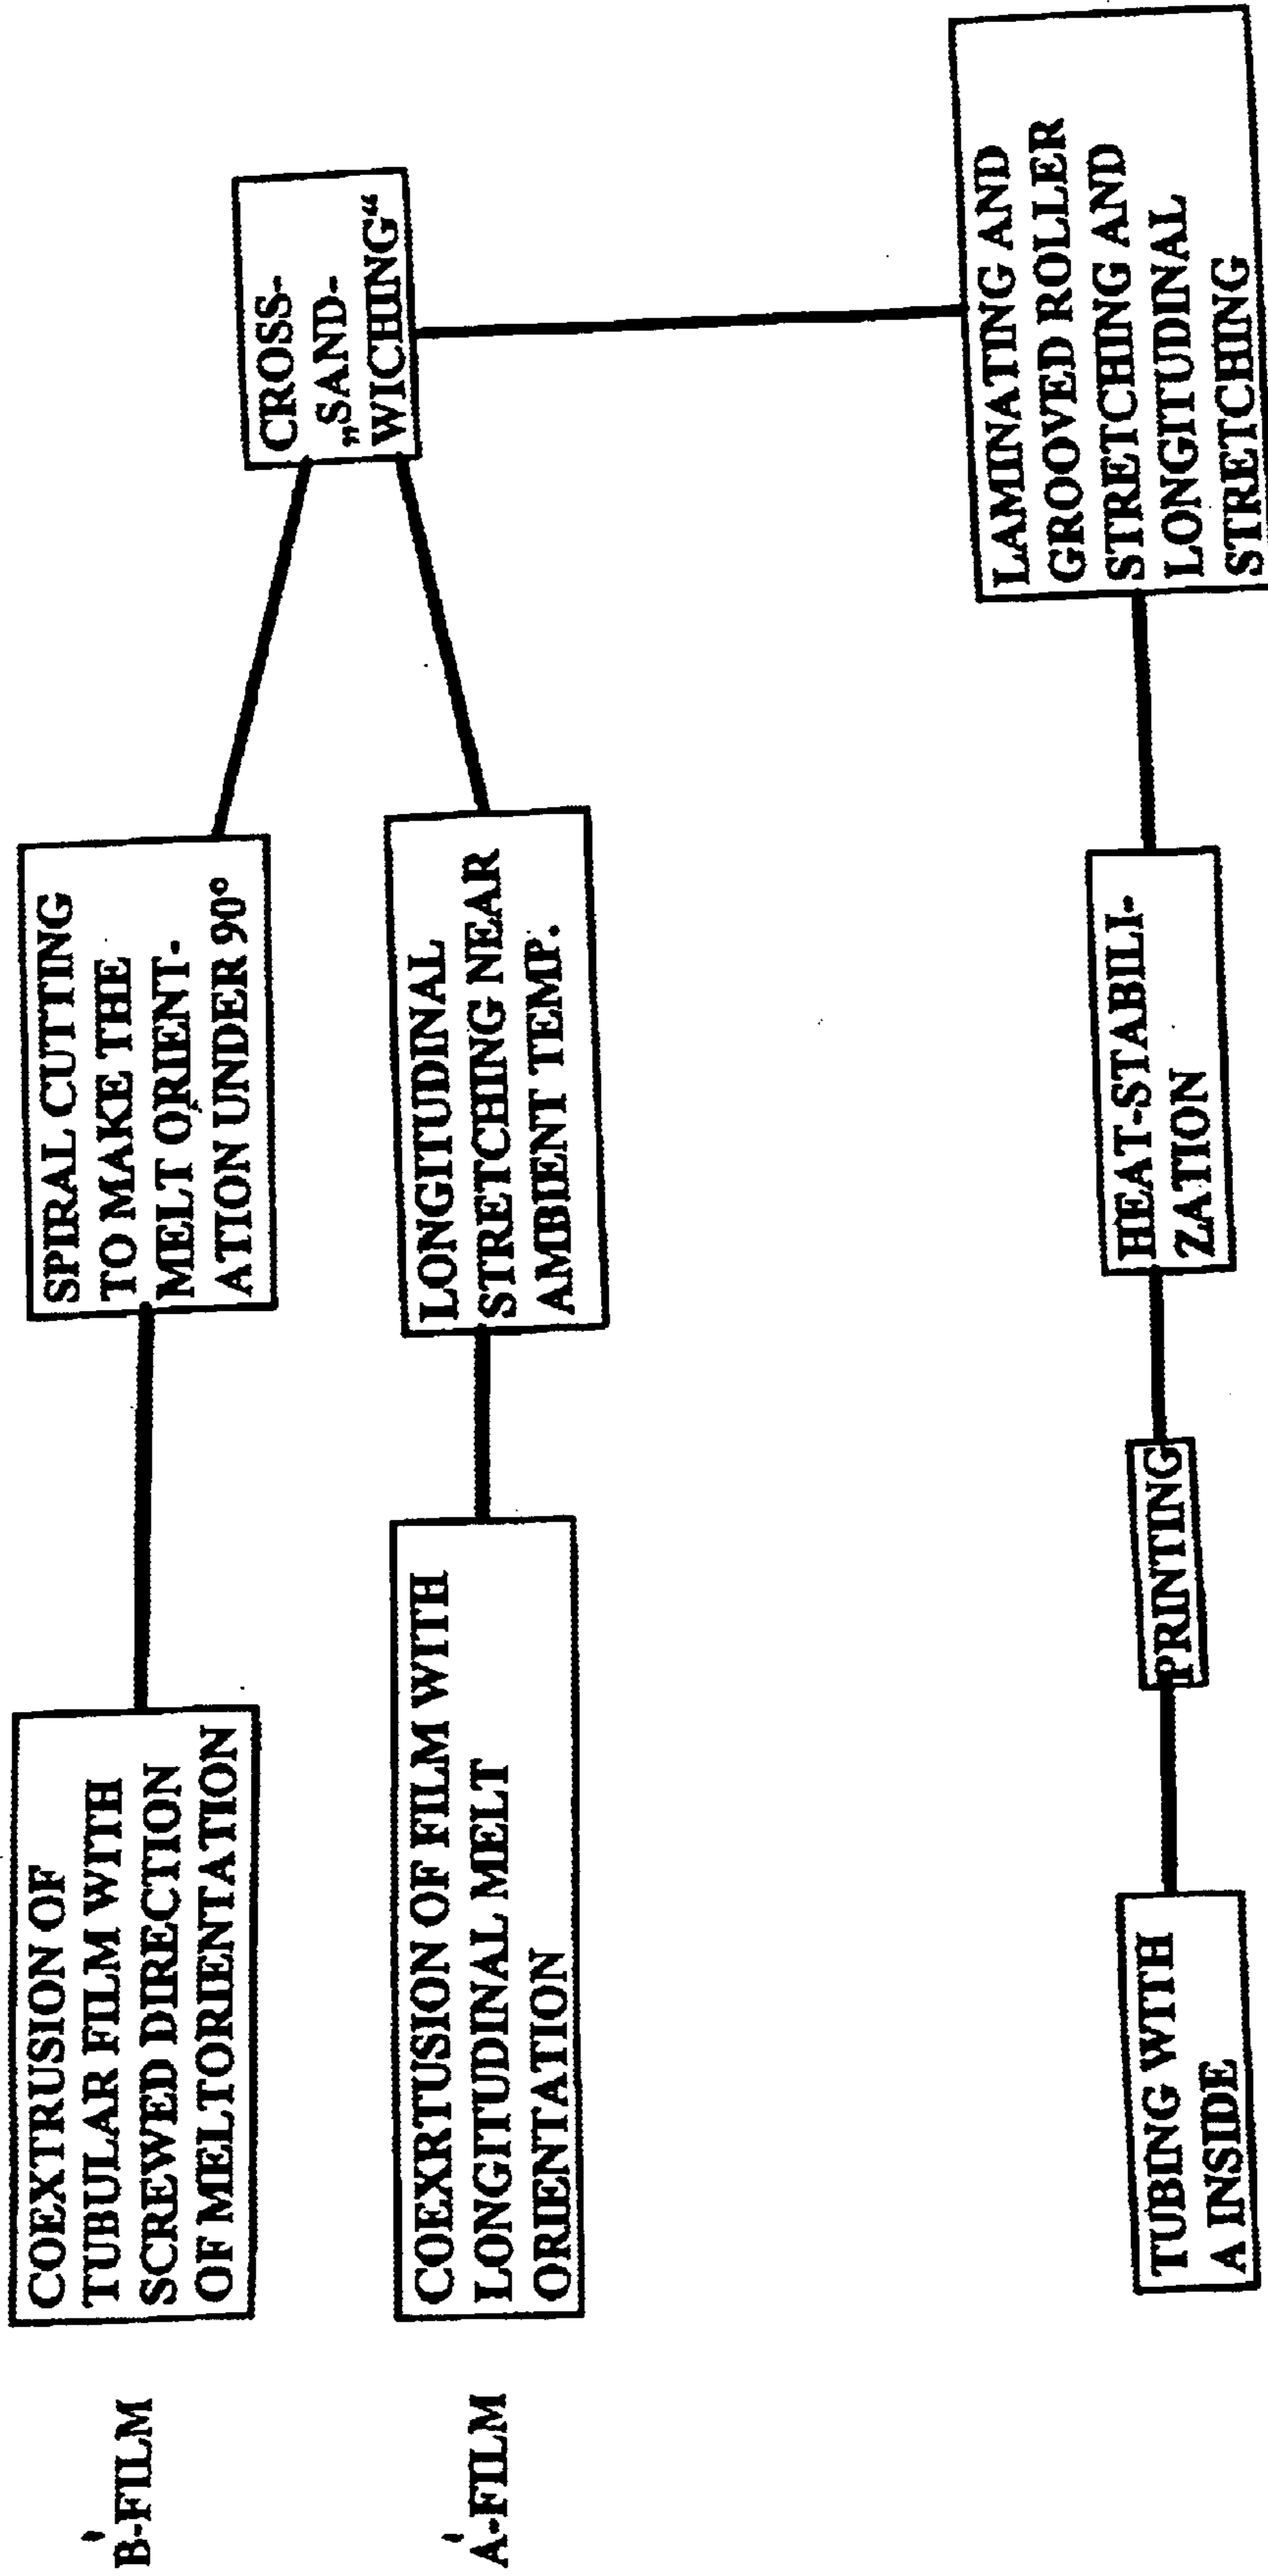 B-FILM
COEXTRUSION OF
TUBULAR FILM WITH
SCREWED DIRECTION
OF MELTORIENTATION
SPIRAL CUTTING
TO MAKE THE
MELT ORIENT-
ATION UNDER 90°
A-FILM
COEXRTUSION OF FILM WITH
LONGITUDINAL MELT
ORIENTATION
LONGITUDINAL
STRETCHING NEAR
AMBIENT TEMP.
CROSS-
„SAND-
WICHING“
LAMINATING AND
GROOVED ROLLER
STRETCHING AND
LONGITUDINAL
STRETCHING
HEAT-STABILI-
ZATION
PRINTING
TUBING WITH
A INSIDE